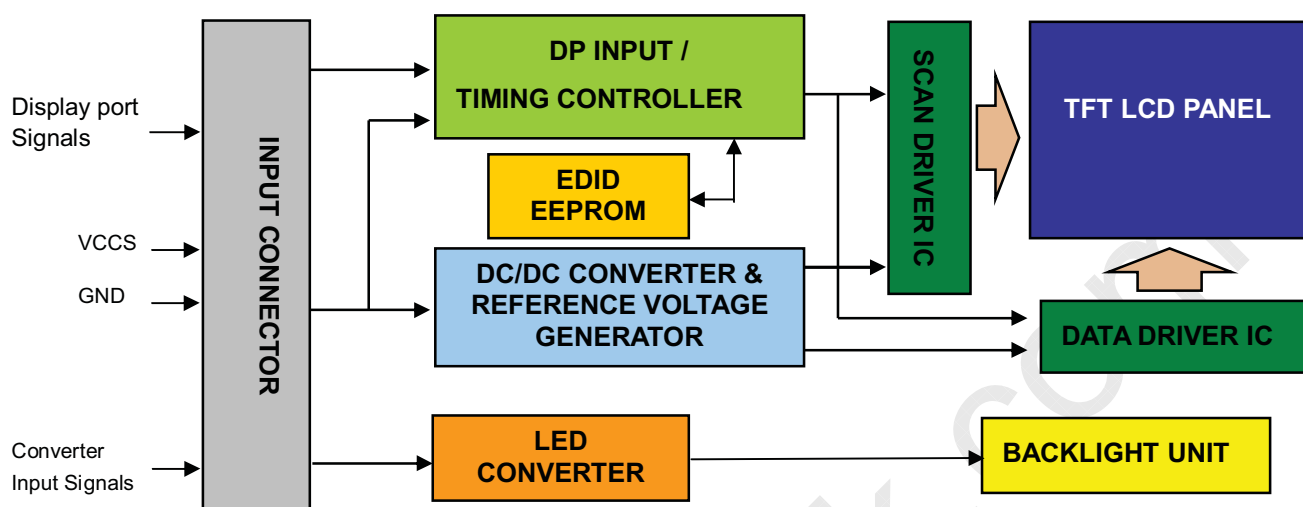 Display port
Signals
VCCS
GND
Converter
Input Signals
INPUT CONNECTOR
DP INPUT /
TIMING CONTROLLER
EDID
EEPROM
DC/DC CONVERTER &
REFERENCE VOLTAGE
GENERATOR
LED
CONVERTER
SCAN DRIVER IC
TFT LCD PANEL
DATA DRIVER IC
BACKLIGHT UNIT